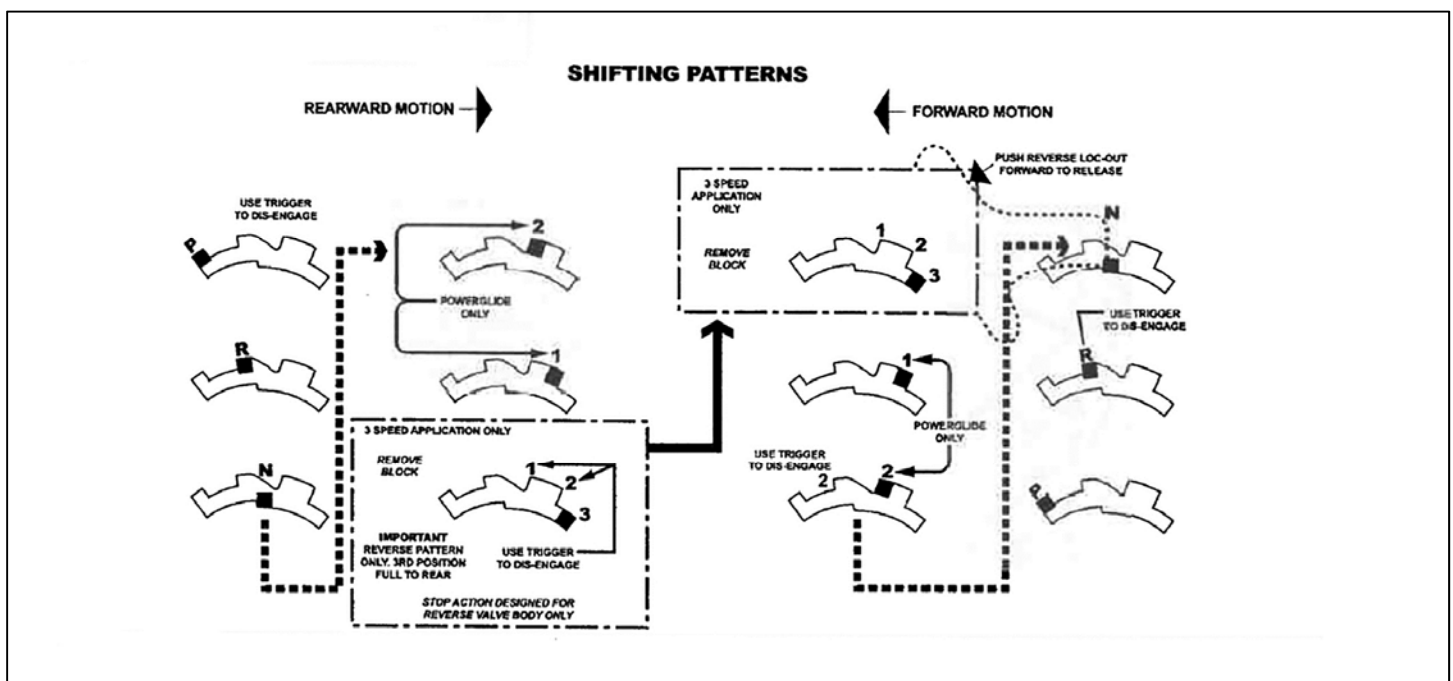 SHIFTING PATTERNS
REARWARD MOTION
FORWARD MOTION
USE TRIGGER
TO DIS-ENGAGE
P
R
N
2
POWERGLIDE
ONLY
1
3 SPEED APPLICATION ONLY
REMOVE
BLOCK
1
2
3
IMPORTANT
REVERSE PATTERN
ONLY. 3RD POSITION
FULL TO REAR
USE TRIGGER
TO DIS-ENGAGE
STOP ACTION DESIGNED FOR
REVERSE VALVE BODY ONLY
3 SPEED
APPLICATION
ONLY
REMOVE
BLOCK
1
2
3
PUSH REVERSE LOC-OUT
FORWARD TO RELEASE
N
1
POWERGLIDE
ONLY
USE TRIGGER
TO DIS-ENGAGE
2
2
USE TRIGGER
TO DIS-ENGAGE
R
P